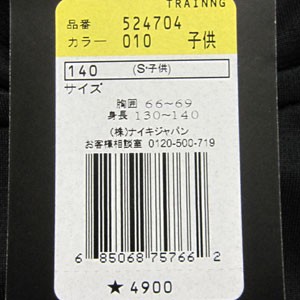 TRAINNG
品番 524704
カラー 010 子供
140 (S・子供)
サイズ
胸囲 66~69
身長 130~140
(株)ナイキジャパン
お客様相談室 0120-500-719
6 85068 75766 2
★ 4900